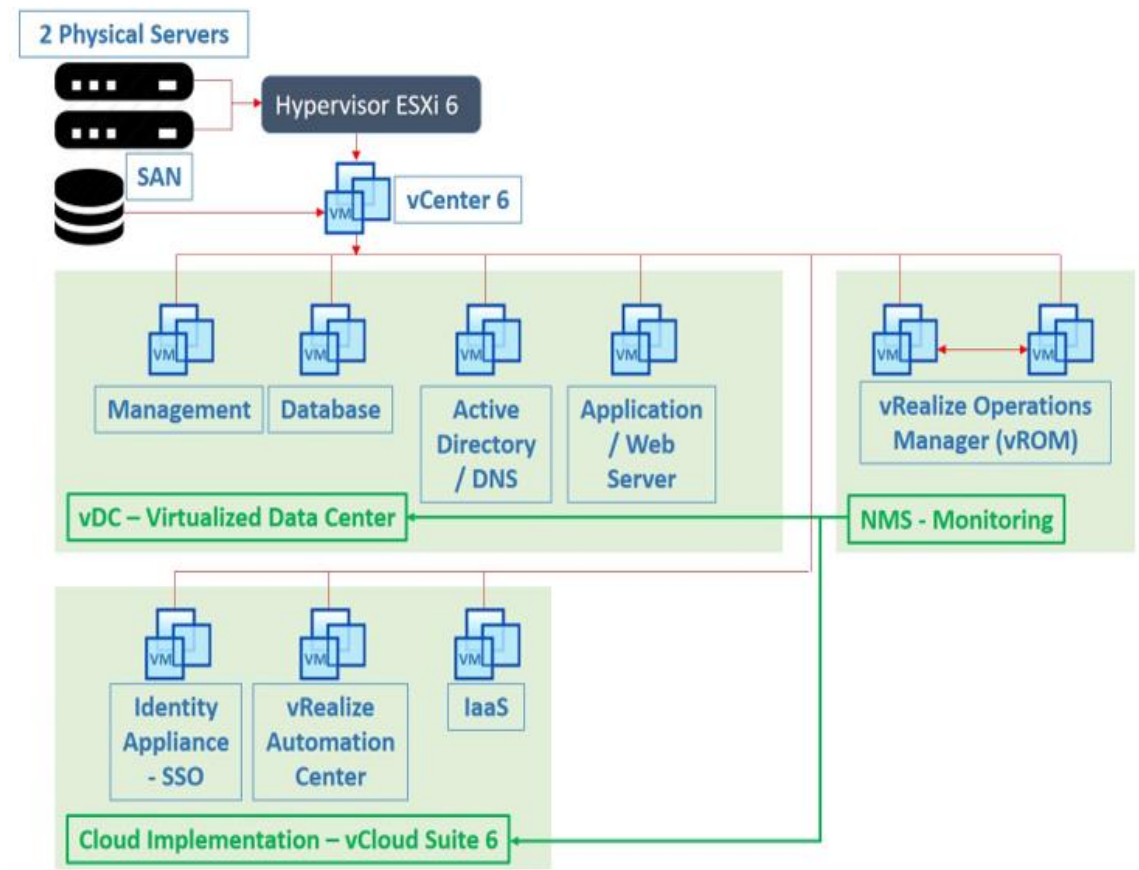 2 Physical Servers
Hypervisor ESXi 6
SAN
VM
vCenter 6
VM
VM
VM
VM
VM
VM
Management
Database
Active
Directory
/ DNS
Application
/ Web
Server
vRealize Operations
Manager (vROM)
vDC – Virtualized Data Center
NMS - Monitoring
VM
VM
VM
Identity
Appliance
- SSO
vRealize
Automation
Center
IaaS
Cloud Implementation – vCloud Suite 6